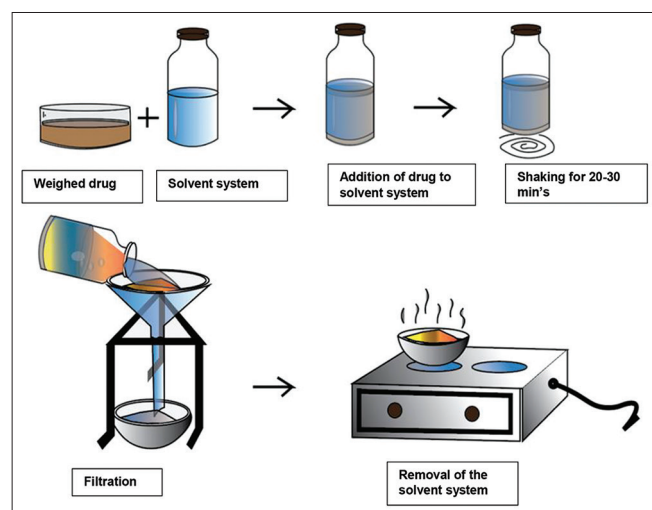 Weighed drug
Solvent system
Addition of drug to
solvent system
Shaking for 20-30
min's
Filtration
Removal of the
solvent system